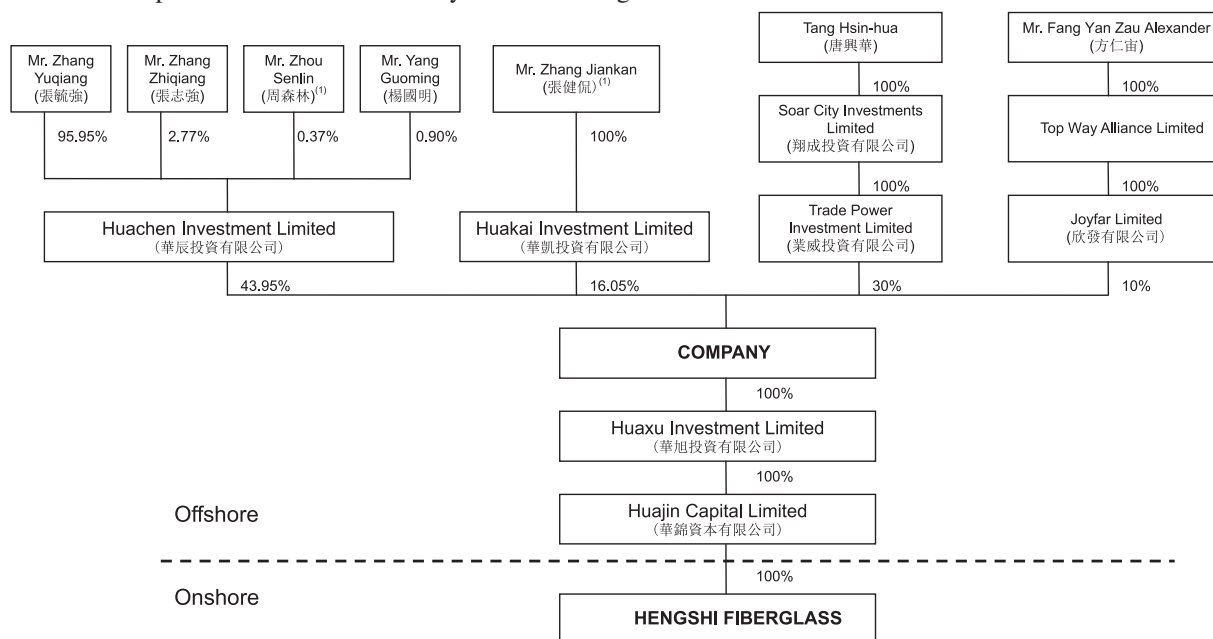 Tang Hsin-hua
(唐興華)
Mr. Fang Yan Zau Alexander
(方仁宙)
Mr. Zhang
Yuqiang
(張毓強)
Mr. Zhang
Zhiqiang
(張志強)
Mr. Zhou
Senlin
(周森林)(1)
Mr. Yang
Guoming
(楊國明)
Mr. Zhang Jiankan
(張健侃)(1)
100%
100%
Soar City Investments
Limited
(翔成投資有限公司)
Top Way Alliance Limited
95.95%
2.77%
0.37%
0.90%
100%
100%
100%
Huachen Investment Limited
(華辰投資有限公司)
Huakai Investment Limited
(華凱投資有限公司)
Trade Power
Investment Limited
(業威投資有限公司)
Joyfar Limited
(欣發有限公司)
43.95%
16.05%
30%
10%
COMPANY
100%
Huaxu Investment Limited
(華旭投資有限公司)
100%
Huajin Capital Limited
(華錦資本有限公司)
Offshore
100%
Onshore
HENGSHI FIBERGLASS